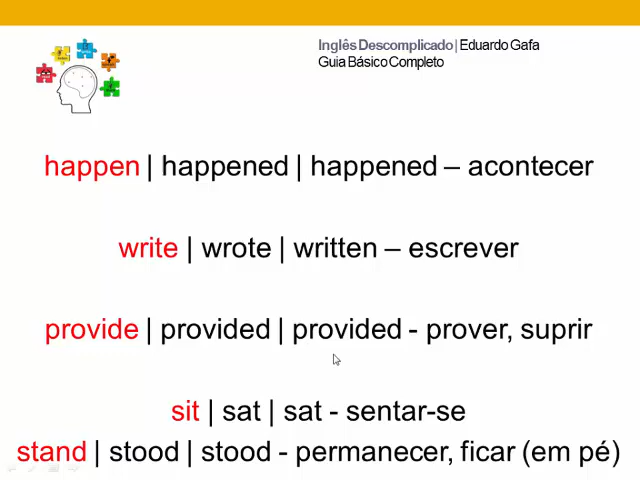 Inglês Descomplicado | Eduardo Gafa
Guia Básico Completo
happen | happened | happened – acontecer
write | wrote | written – escrever
provide | provided | provided - prover, suprir
sit | sat | sat - sentar-se
stand | stood | stood - permanecer, ficar (em pé)